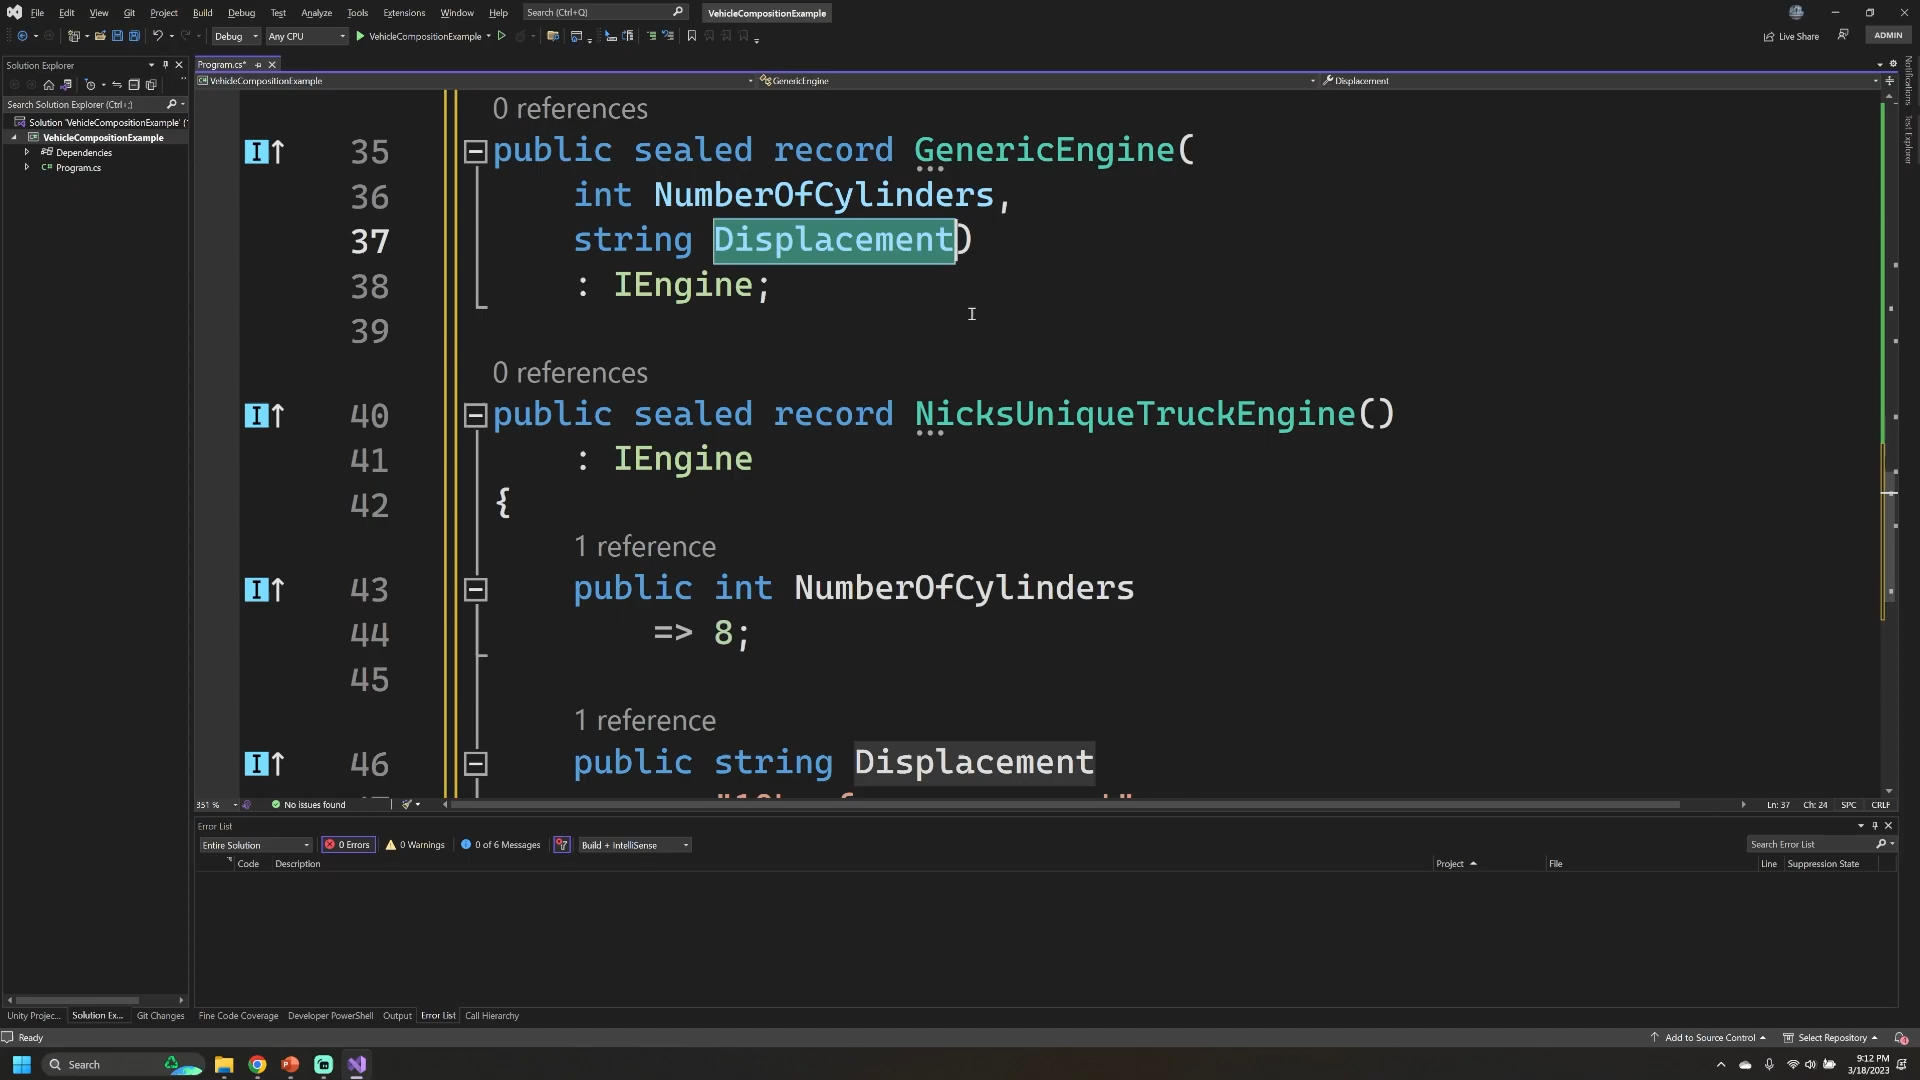 File Edit View Git Project Build Debug Test Analyze Tools Extensions Window Help Search (Ctrl+Q) VehicleCompositionExample
Debug Any CPU VehicleCompositionExample Live Share ADMIN
Solution Explorer
Search Solution Explorer (Ctrl+;)
Solution 'VehicleCompositionExample' (
VehicleCompositionExample
Dependencies
C# Program.cs
Program.cs*
VehicleCompositionExample GenericEngine Displacement
0 references
35 public sealed record GenericEngine(
36 int NumberOfCylinders,
37 string Displacement)
38 : IEngine;
39
0 references
40 public sealed record NicksUniqueTruckEngine()
41 : IEngine
42 {
1 reference
43 public int NumberOfCylinders
44 => 8;
45
1 reference
46 public string Displacement
351 % No issues found Ln: 37 Ch: 24 SPC CRLF
Error List
Entire Solution 0 Errors 0 Warnings 0 of 6 Messages Build + IntelliSense Search Error List
Code Description Project File Line Suppression State
Unity Projec... Solution Ex... Git Changes Fine Code Coverage Developer PowerShell Output Error List Call Hierarchy
Ready Add to Source Control Select Repository
Search
9:12 PM
3/18/2023
Notifications
Test Explorer